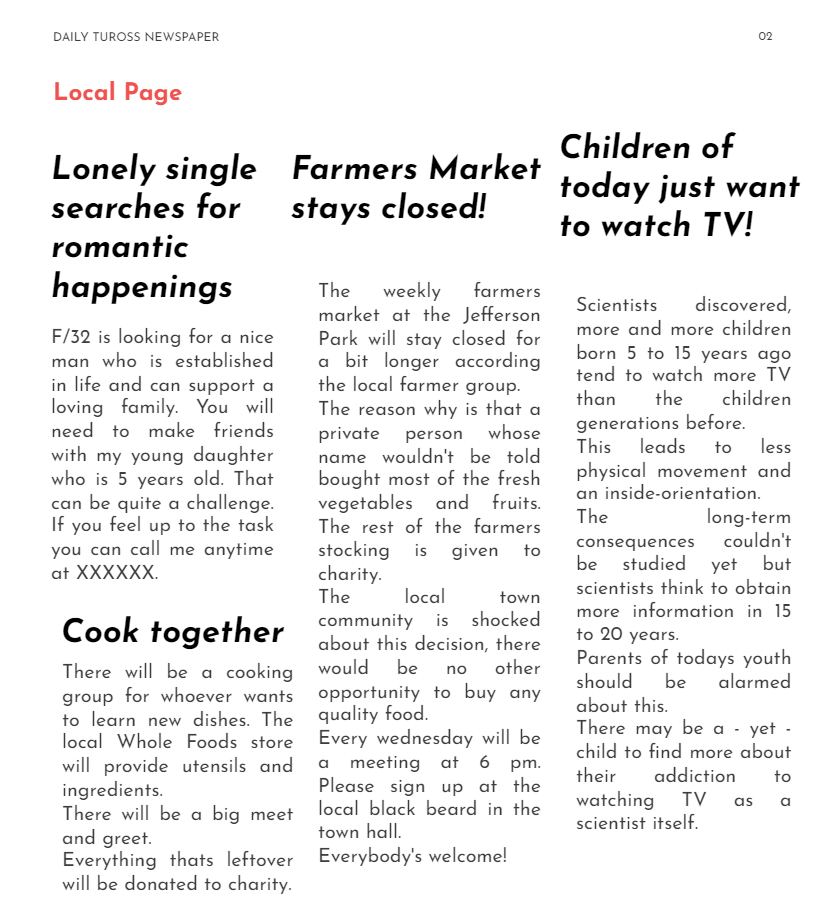 DAILY TUROSS NEWSPAPER
02
Local Page
Lonely single
searches for
romantic
happenings
F/32 is looking for a nice
man who is established
in life and can support a
loving family. You will
need to make friends
with my young daughter
who is 5 years old. That
can be quite a challenge.
If you feel up to the task
you can call me anytime
at XXXXXX.
Cook together
There will be a cooking
group for whoever wants
to learn new dishes. The
local Whole Foods store
will provide utensils and
ingredients.
There will be a big meet
and greet.
Everything thats leftover
will be donated to charity.
Farmers Market
stays closed!
The weekly farmers
market at the Jefferson
Park will stay closed for
a bit longer according
the local farmer group.
The reason why is that a
private person whose
name wouldn't be told
bought most of the fresh
vegetables and fruits.
The rest of the farmers
stocking is given to
charity.
The local town
community is shocked
about this decision, there
would be no other
opportunity to buy any
quality food.
Every wednesday will be
a meeting at 6 pm.
Please sign up at the
local black beard in the
town hall.
Everybody's welcome!
Children of
today just want
to watch TV!
Scientists discovered,
more and more children
born 5 to 15 years ago
tend to watch more TV
than the children
generations before.
This leads to less
physical movement and
an inside-orientation.
The long-term
consequences couldn't
be studied yet but
scientists think to obtain
more information in 15
to 20 years.
Parents of todays youth
should be alarmed
about this.
There may be a - yet -
child to find more about
their addiction to
watching TV as a
scientist itself.